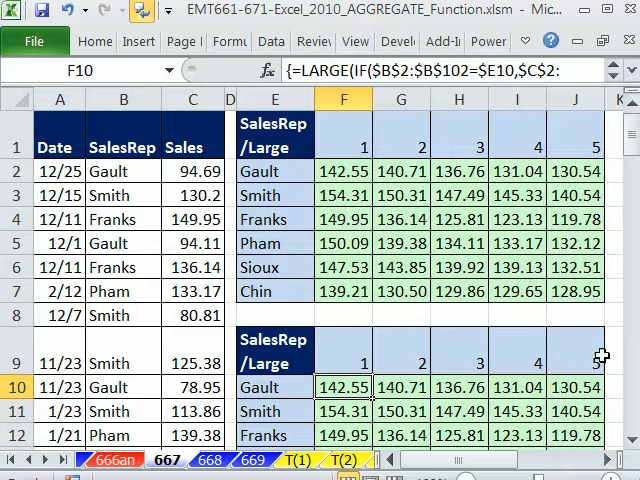 EMT661-671-Excel_2010_AGGREGATE_Function.xlsm - Mic...
File Home Insert Page Form Data Revie Devel Add-I Power
F10 fx {=LARGE(IF($B$2:$B$102=$E10,$C$2:
A B C D E F G H I J K
1 Date SalesRep Sales SalesRep /Large 1 2 3 4 5
2 12/25 Gault 94.69 Gault 142.55 140.71 136.76 131.04 130.54
3 12/15 Smith 130.2 Smith 154.31 150.31 147.49 145.33 140.54
4 12/11 Franks 149.95 Franks 149.95 136.14 125.81 123.13 119.78
5 12/1 Gault 94.11 Pham 150.09 139.38 134.11 133.17 132.12
6 12/11 Franks 136.14 Sioux 147.53 143.85 139.92 139.13 132.51
7 2/12 Pham 133.17 Chin 139.21 130.50 129.86 129.65 128.95
8 12/7 Smith 80.81
9 11/23 Smith 125.38 SalesRep /Large 1 2 3 4 5
10 11/23 Gault 78.95 Gault 142.55 140.71 136.76 131.04 130.54
11 1/23 Smith 113.86 Smith 154.31 150.31 147.49 145.33 140.54
12 1/21 Pham 139.38 Franks 149.95 136.14 125.81 123.13 119.78
666an 667 668 669 T(1) T(2)